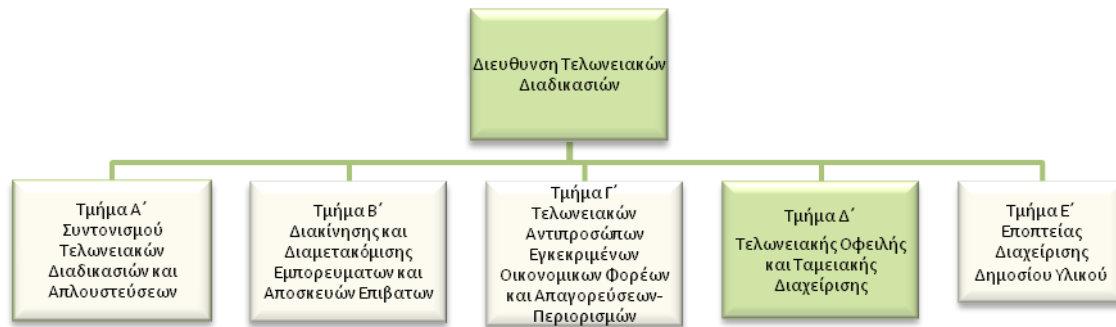 Διευθυνση Τελωνειακών
Διαδικασιών
Τμήμα Α΄
Συντονισμού
Τελωνειακών
Διαδικασιών και
Απλουστεύσεων
Τμήμα Β΄
Διακίνησης και
Διαμετακόμισης
Εμπορευματων και
Αποσκευών Επιβατων
Τμήμα Γ΄
Τελωνειακών
Αντιπροσώπων
Εγκεκριμένων
Οικονομικων Φορέων
και Απαγορεύσεων-
Περιορισμών
Τμήμα Δ΄
Τελωνειακής Οφειλής
και Ταμειακής
Διαχείρισης
Τμήμα Ε΄
Εποπτείας
Διαχείρισης
Δημοσίου Υλικού